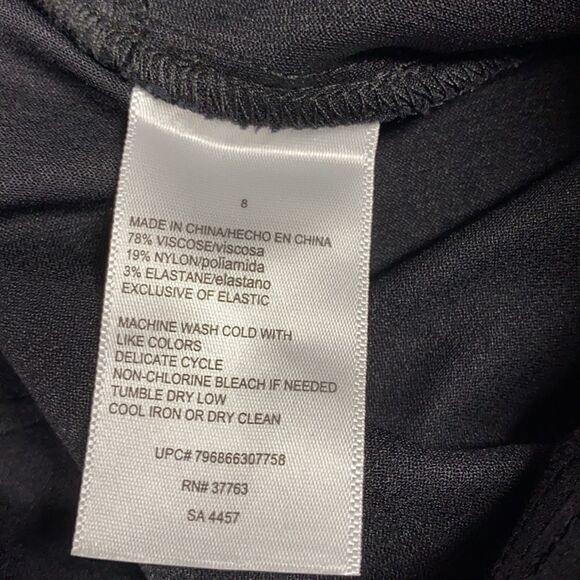 8
MADE IN CHINA/HECHO EN CHINA
78% VISCOSE/viscosa
19% NYLON/poliamida
3% ELASTANE/elastano
EXCLUSIVE OF ELASTIC
MACHINE WASH COLD WITH
LIKE COLORS
DELICATE CYCLE
NON-CHLORINE BLEACH IF NEEDED
TUMBLE DRY LOW
COOL IRON OR DRY CLEAN
UPC# 796866307758
RN# 37763
SA 4457